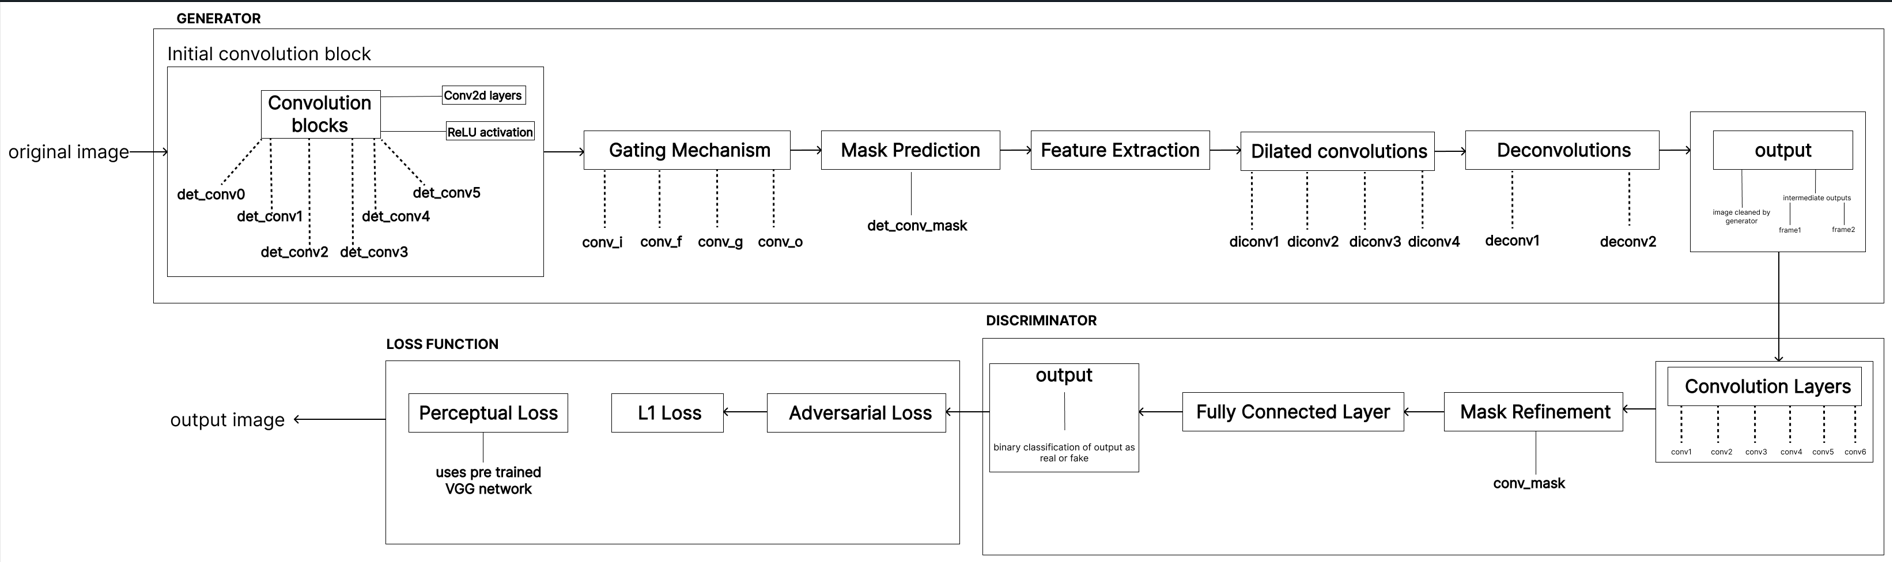 GENERATOR
Initial convolution block
Convolution
blocks
Conv2d layers
ReLU activation
original image
det_conv0
det_conv1
det_conv2
det_conv3
det_conv4
det_conv5
Gating Mechanism
conv_i
conv_f
conv_g
conv_o
Mask Prediction
det_conv_mask
Feature Extraction
Dilated convolutions
diconv1
diconv2
diconv3
diconv4
Deconvolutions
deconv1
deconv2
output
image cleaned by
generator
intermediate outputs
frame1
frame2
DISCRIMINATOR
Convolution Layers
conv1
conv2
conv3
conv4
conv5
conv6
Mask Refinement
conv_mask
Fully Connected Layer
output
binary classification of output as
real or fake
LOSS FUNCTION
Adversarial Loss
L1 Loss
Perceptual Loss
uses pre trained
VGG network
output image